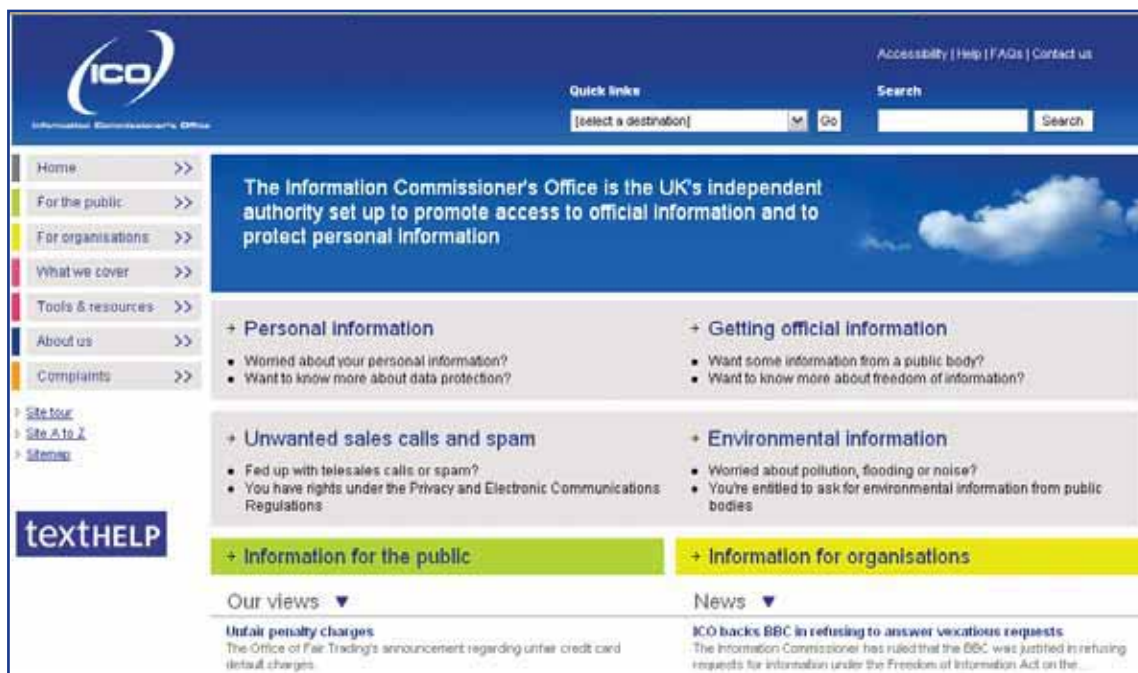 ico
Information Commissioner's Office
Accessibility | Help | FAQs | Contact us
Quick links
Search
[select a destination]
Go
Search
Home >>
For the public >>
For organisations >>
What we cover >>
Tools & resources >>
About us >>
Complaints >>
Site tour
Site A to Z
Sitemap
textHELP
The Information Commissioner's Office is the UK's independent
authority set up to promote access to official information and to
protect personal information
Personal information
• Worried about your personal information?
• Want to know more about data protection?
Getting official information
• Want some information from a public body?
• Want to know more about freedom of information?
Unwanted sales calls and spam
• Fed up with telesales calls or spam?
• You have rights under the Privacy and Electronic Communications
Regulations
Environmental information
• Worried about pollution, flooding or noise?
• You're entitled to ask for environmental information from public
bodies
Information for the public
Our views
Unfair penalty charges
The Office of Fair Trading's announcement regarding unfair credit card
default charges.
Information for organisations
News
ICO backs BBC in refusing to answer vexatious requests
The Information Commissioner has ruled that the BBC was justified in refusing
requests for information under the Freedom of Information Act on the...